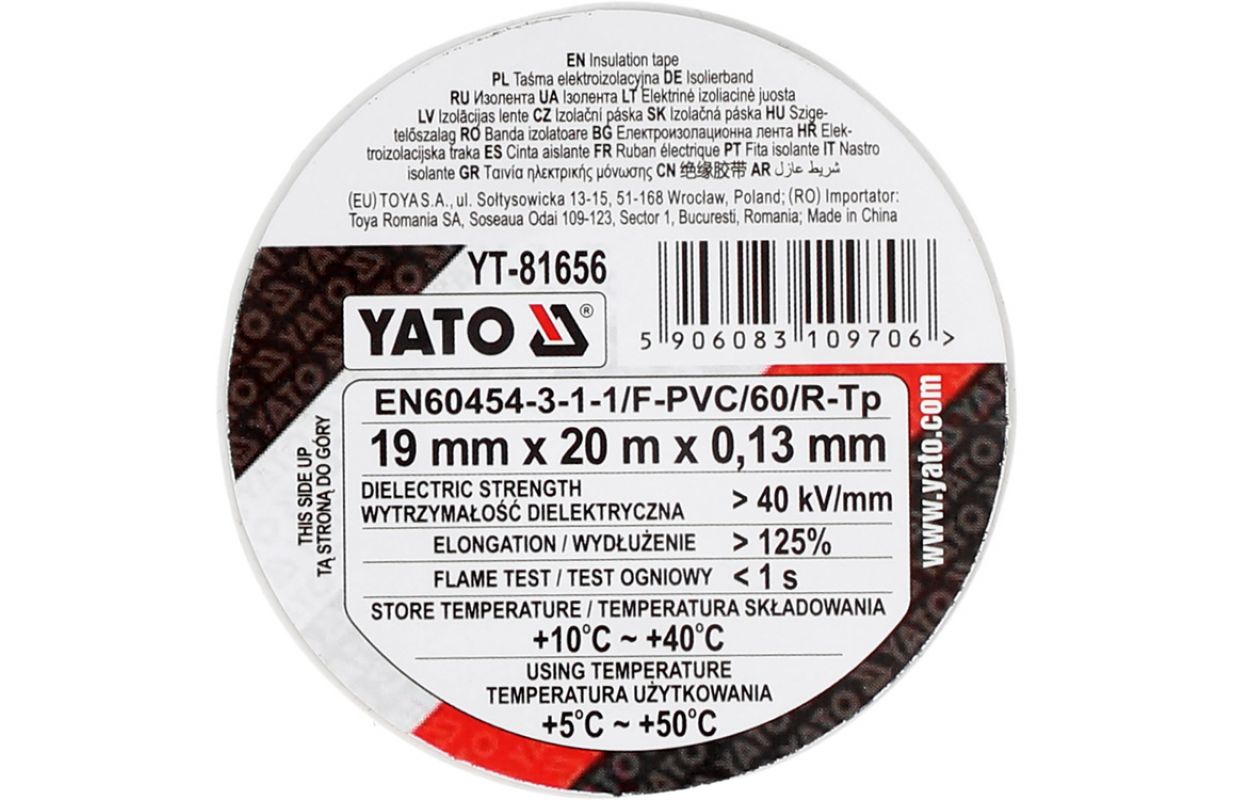 EN Insulation tape
PL Taśma elektroizolacyjna DE Isolierband
RU Изолента UA Ізолента LT Elektrinė izoliacinė juosta
LV Izolācijas lente CZ Izolační páska SK Izolačná páska HU Szige-
telőszalag RO Banda izolatoare BG Електроизолационна лента HR Elek-
troizolacijska traka ES Cinta aislante FR Ruban électrique PT Fita isolante IT Nastro
isolante GR Ταινία ηλεκτρικής μόνωσης CN 绝缘胶带 AR شريط عازل
(EU) TOYA S.A., ul. Sołtysowicka 13-15, 51-168 Wrocław, Poland; (RO) Importator:
Toya Romania SA, Soseaua Odai 109-123, Sector 1, Bucuresti, Romania; Made in China
YT-81656
YATO ®
5 906083 109706 >
EN60454-3-1-1/F-PVC/60/R-Tp
19 mm x 20 m x 0,13 mm
DIELECTRIC STRENGTH
WYTRZYMAŁOŚĆ DIELEKTRYCZNA > 40 kV/mm
ELONGATION / WYDŁUŻENIE > 125%
FLAME TEST / TEST OGNIOWY < 1 s
STORE TEMPERATURE / TEMPERATURA SKŁADOWANIA
+10°C ~ +40°C
USING TEMPERATURE
TEMPERATURA UŻYTKOWANIA
+5°C ~ +50°C
THIS SIDE UP
TĄ STRONĄ DO GÓRY
www.yato.com